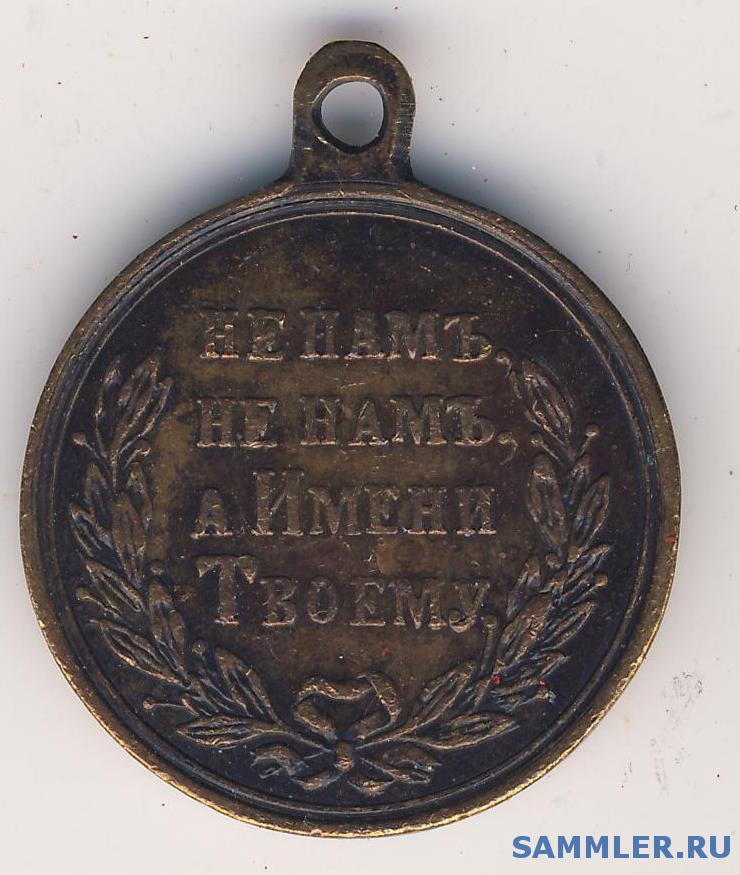 НЕ НАМЪ,
НЕ НАМЪ,
А ИМЕНИ
ТВОЕМУ.
SAMMLER.RU